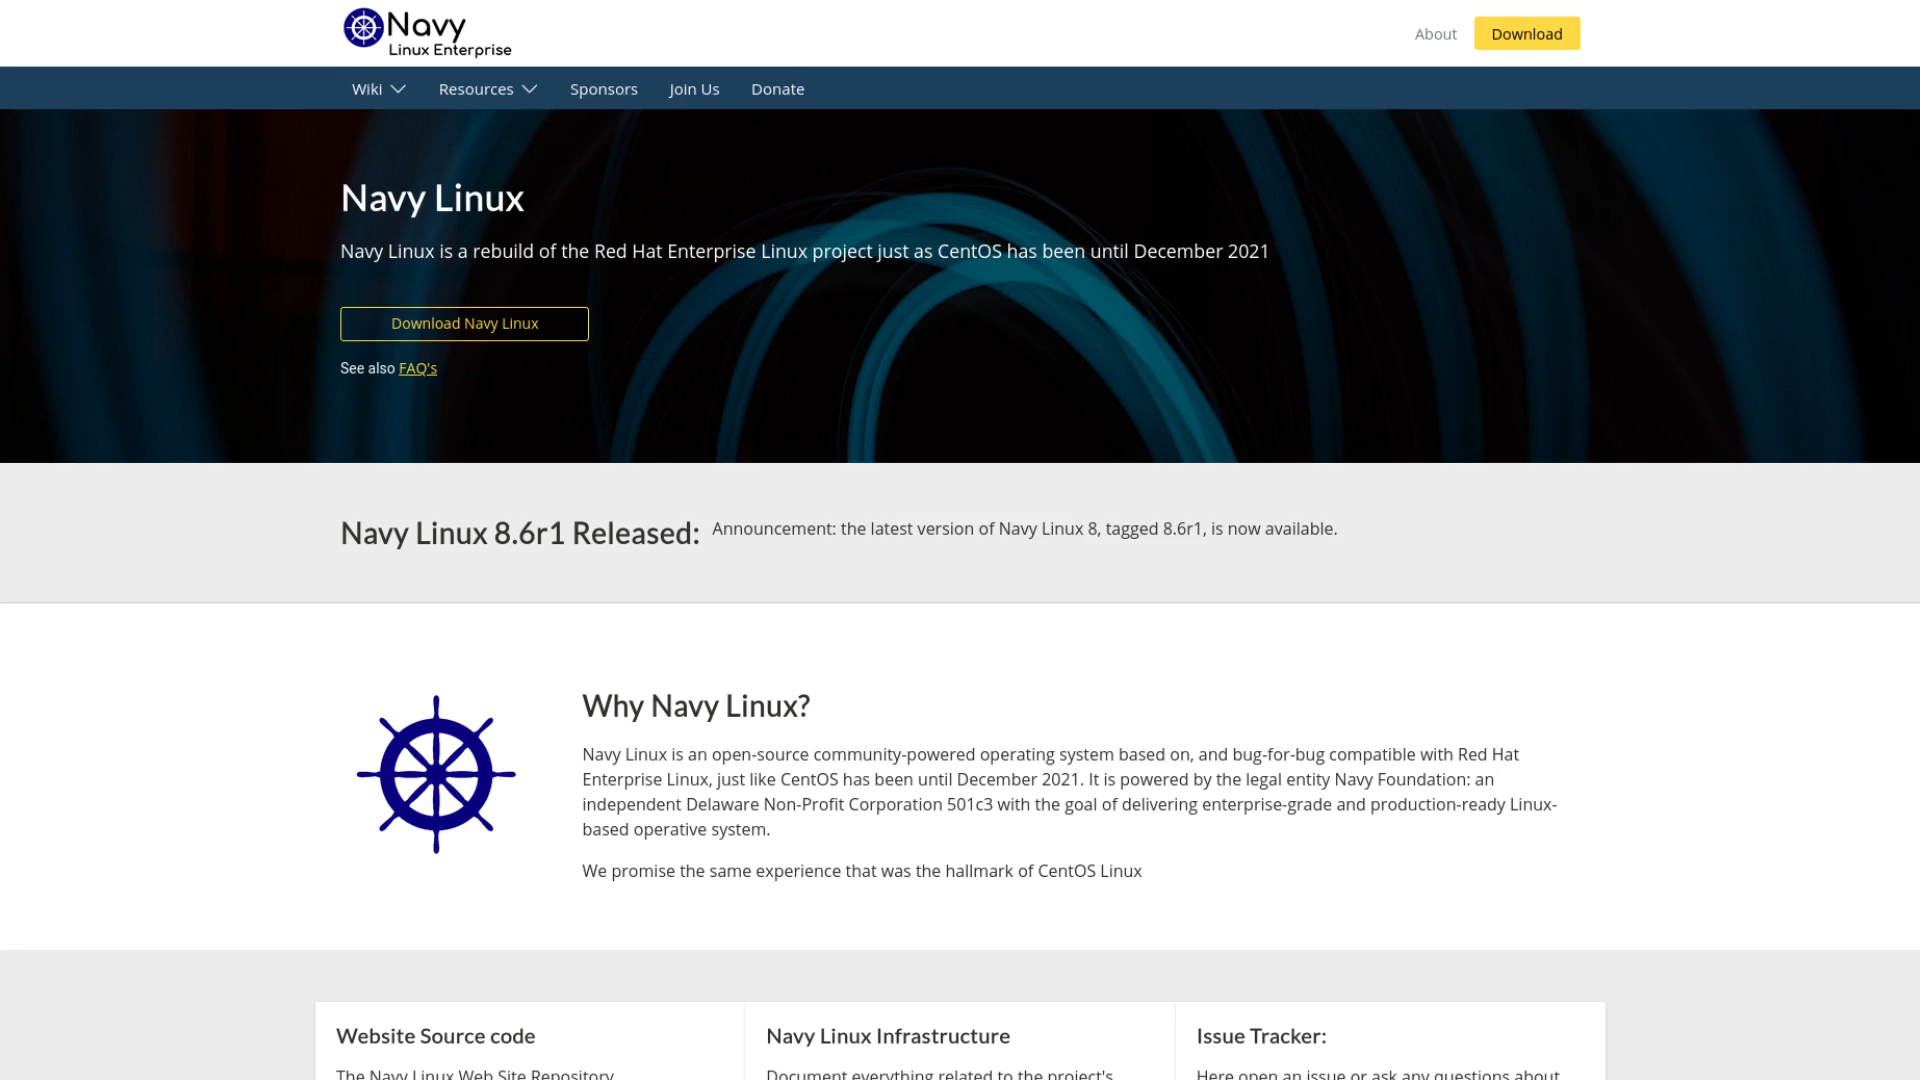 Navy
Linux Enterprise
About
Download
Wiki
Resources
Sponsors
Join Us
Donate
Navy Linux
Navy Linux is a rebuild of the Red Hat Enterprise Linux project just as CentOS has been until December 2021
Download Navy Linux
See also FAQ's
Navy Linux 8.6r1 Released:
Announcement: the latest version of Navy Linux 8, tagged 8.6r1, is now available.
Why Navy Linux?
Navy Linux is an open-source community-powered operating system based on, and bug-for-bug compatible with Red Hat
Enterprise Linux, just like CentOS has been until December 2021. It is powered by the legal entity Navy Foundation: an
independent Delaware Non-Profit Corporation 501c3 with the goal of delivering enterprise-grade and production-ready Linux-
based operative system.
We promise the same experience that was the hallmark of CentOS Linux
Website Source code
The Navy Linux Web Site Repository
Navy Linux Infrastructure
Document everything related to the project's
Issue Tracker:
Here open an issue or ask any questions about